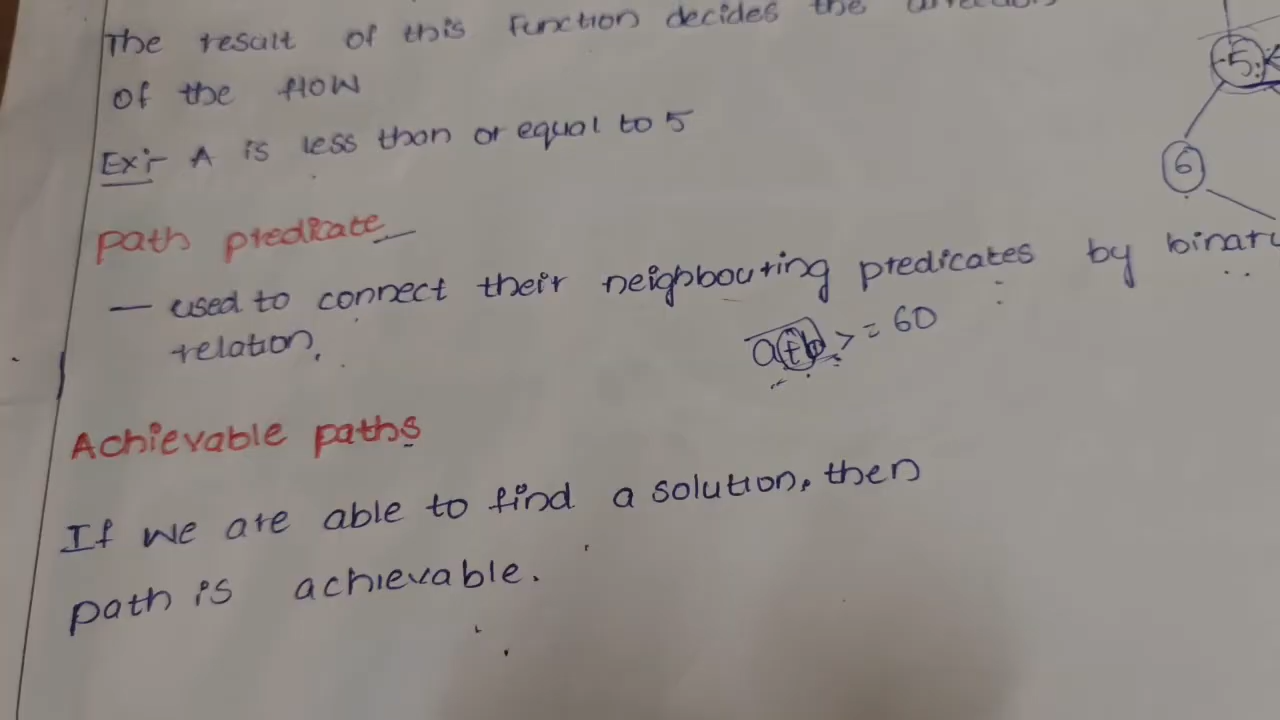 The result of this function decides the direction
of the flow
Ex:- A is less than or equal to 5
path predicate
— used to connect their neighbouring predicates by binary
relation.
a+b >= 60
Achievable paths
If we are able to find a solution, then
path is achievable.
5
6